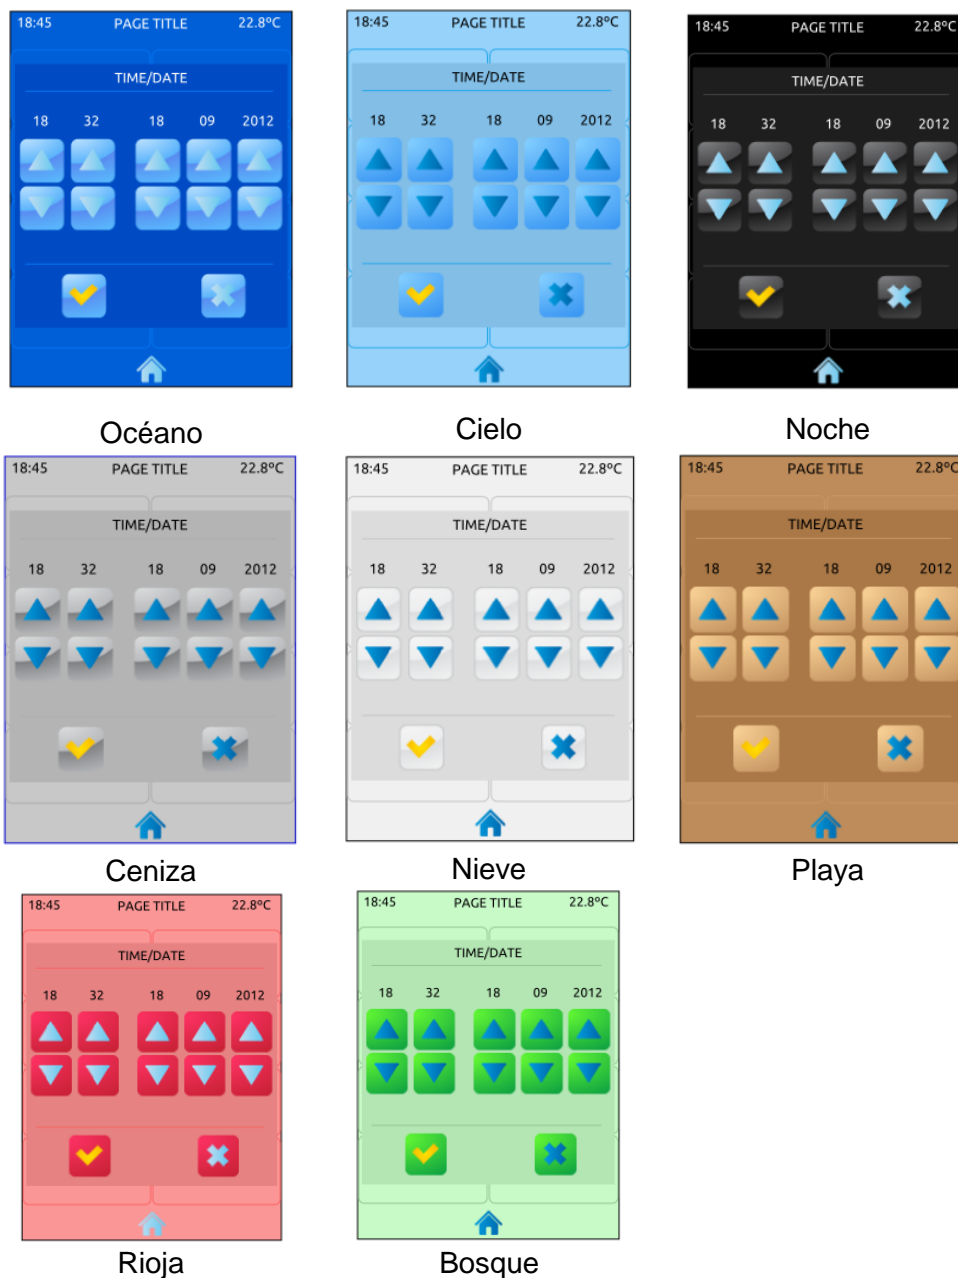 18:45 PAGE TITLE 22.8ºC
TIME/DATE
18 32 18 09 2012
Océano
18:45 PAGE TITLE 22.8ºC
TIME/DATE
18 32 18 09 2012
Cielo
18:45 PAGE TITLE 22.8ºC
TIME/DATE
18 32 18 09 2012
Noche
18:45 PAGE TITLE 22.8ºC
TIME/DATE
18 32 18 09 2012
Ceniza
18:45 PAGE TITLE 22.8ºC
TIME/DATE
18 32 18 09 2012
Nieve
18:45 PAGE TITLE 22.8ºC
TIME/DATE
18 32 18 09 2012
Playa
18:45 PAGE TITLE 22.8ºC
TIME/DATE
18 32 18 09 2012
Rioja
18:45 PAGE TITLE 22.8ºC
TIME/DATE
18 32 18 09 2012
Bosque